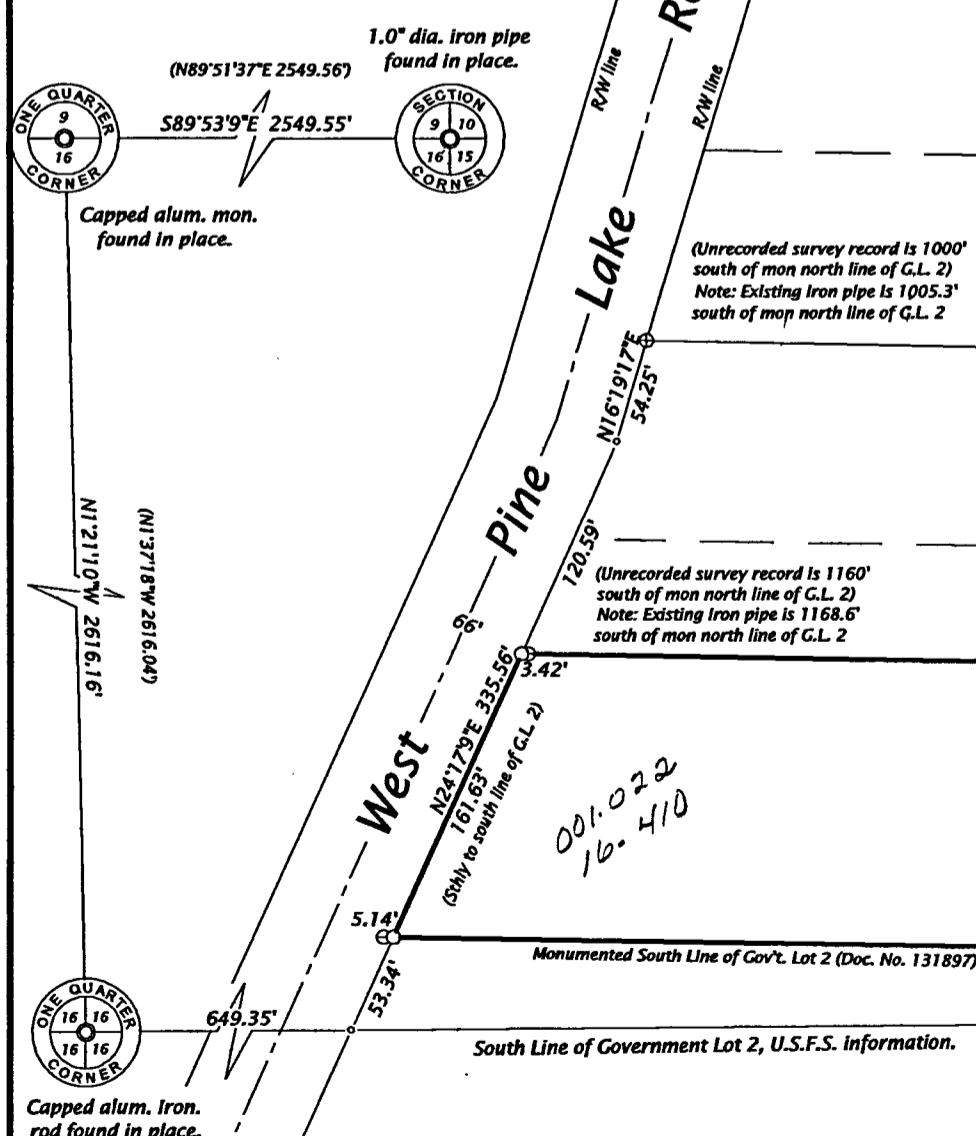 1.0" dia. iron pipe
found in place.
(N89°51'37"E 2549.56')
S89°53'9"E 2549.55'
ONE QUARTER
9
16
CORNER
SECTION
9 10
16 15
CORNER
Capped alum. mon.
found in place.
R/W line
R/W line
West Pine Lake
(Unrecorded survey record is 1000'
south of mon north line of G.L. 2)
Note: Existing iron pipe is 1005.3'
south of mon north line of G.L. 2
N16°19'17"E
54.25'
120.59'
(Unrecorded survey record is 1160'
south of mon north line of G.L. 2)
Note: Existing iron pipe is 1168.6'
south of mon north line of G.L. 2
66'
3.42'
N1°21'10"W 2616.16'
(N1°37'18"W 2616.04')
N24°17'9"E 335.56'
161.63'
(Sthly to south line of G.L. 2)
001.022
16.410
5.14'
Monumented South Line of Gov't. Lot 2 (Doc. No. 131897)
53.34'
ONE QUARTER
16 16
16 16
CORNER
649.35'
South Line of Government Lot 2, U.S.F.S. information.
Capped alum. iron.
rod found in place.